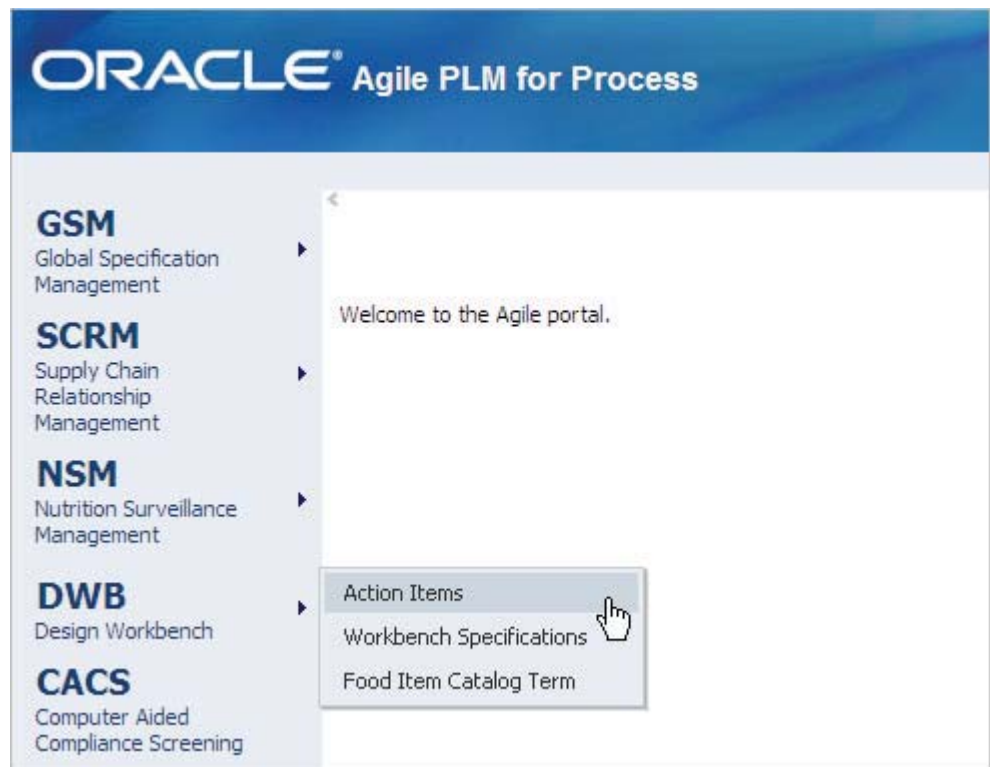 ORACLE® Agile PLM for Process
GSM
Global Specification
Management
SCRM
Supply Chain
Relationship
Management
NSM
Nutrition Surveillance
Management
DWB
Design Workbench
CACS
Computer Aided
Compliance Screening
Welcome to the Agile portal.
Action Items
Workbench Specifications
Food Item Catalog Term